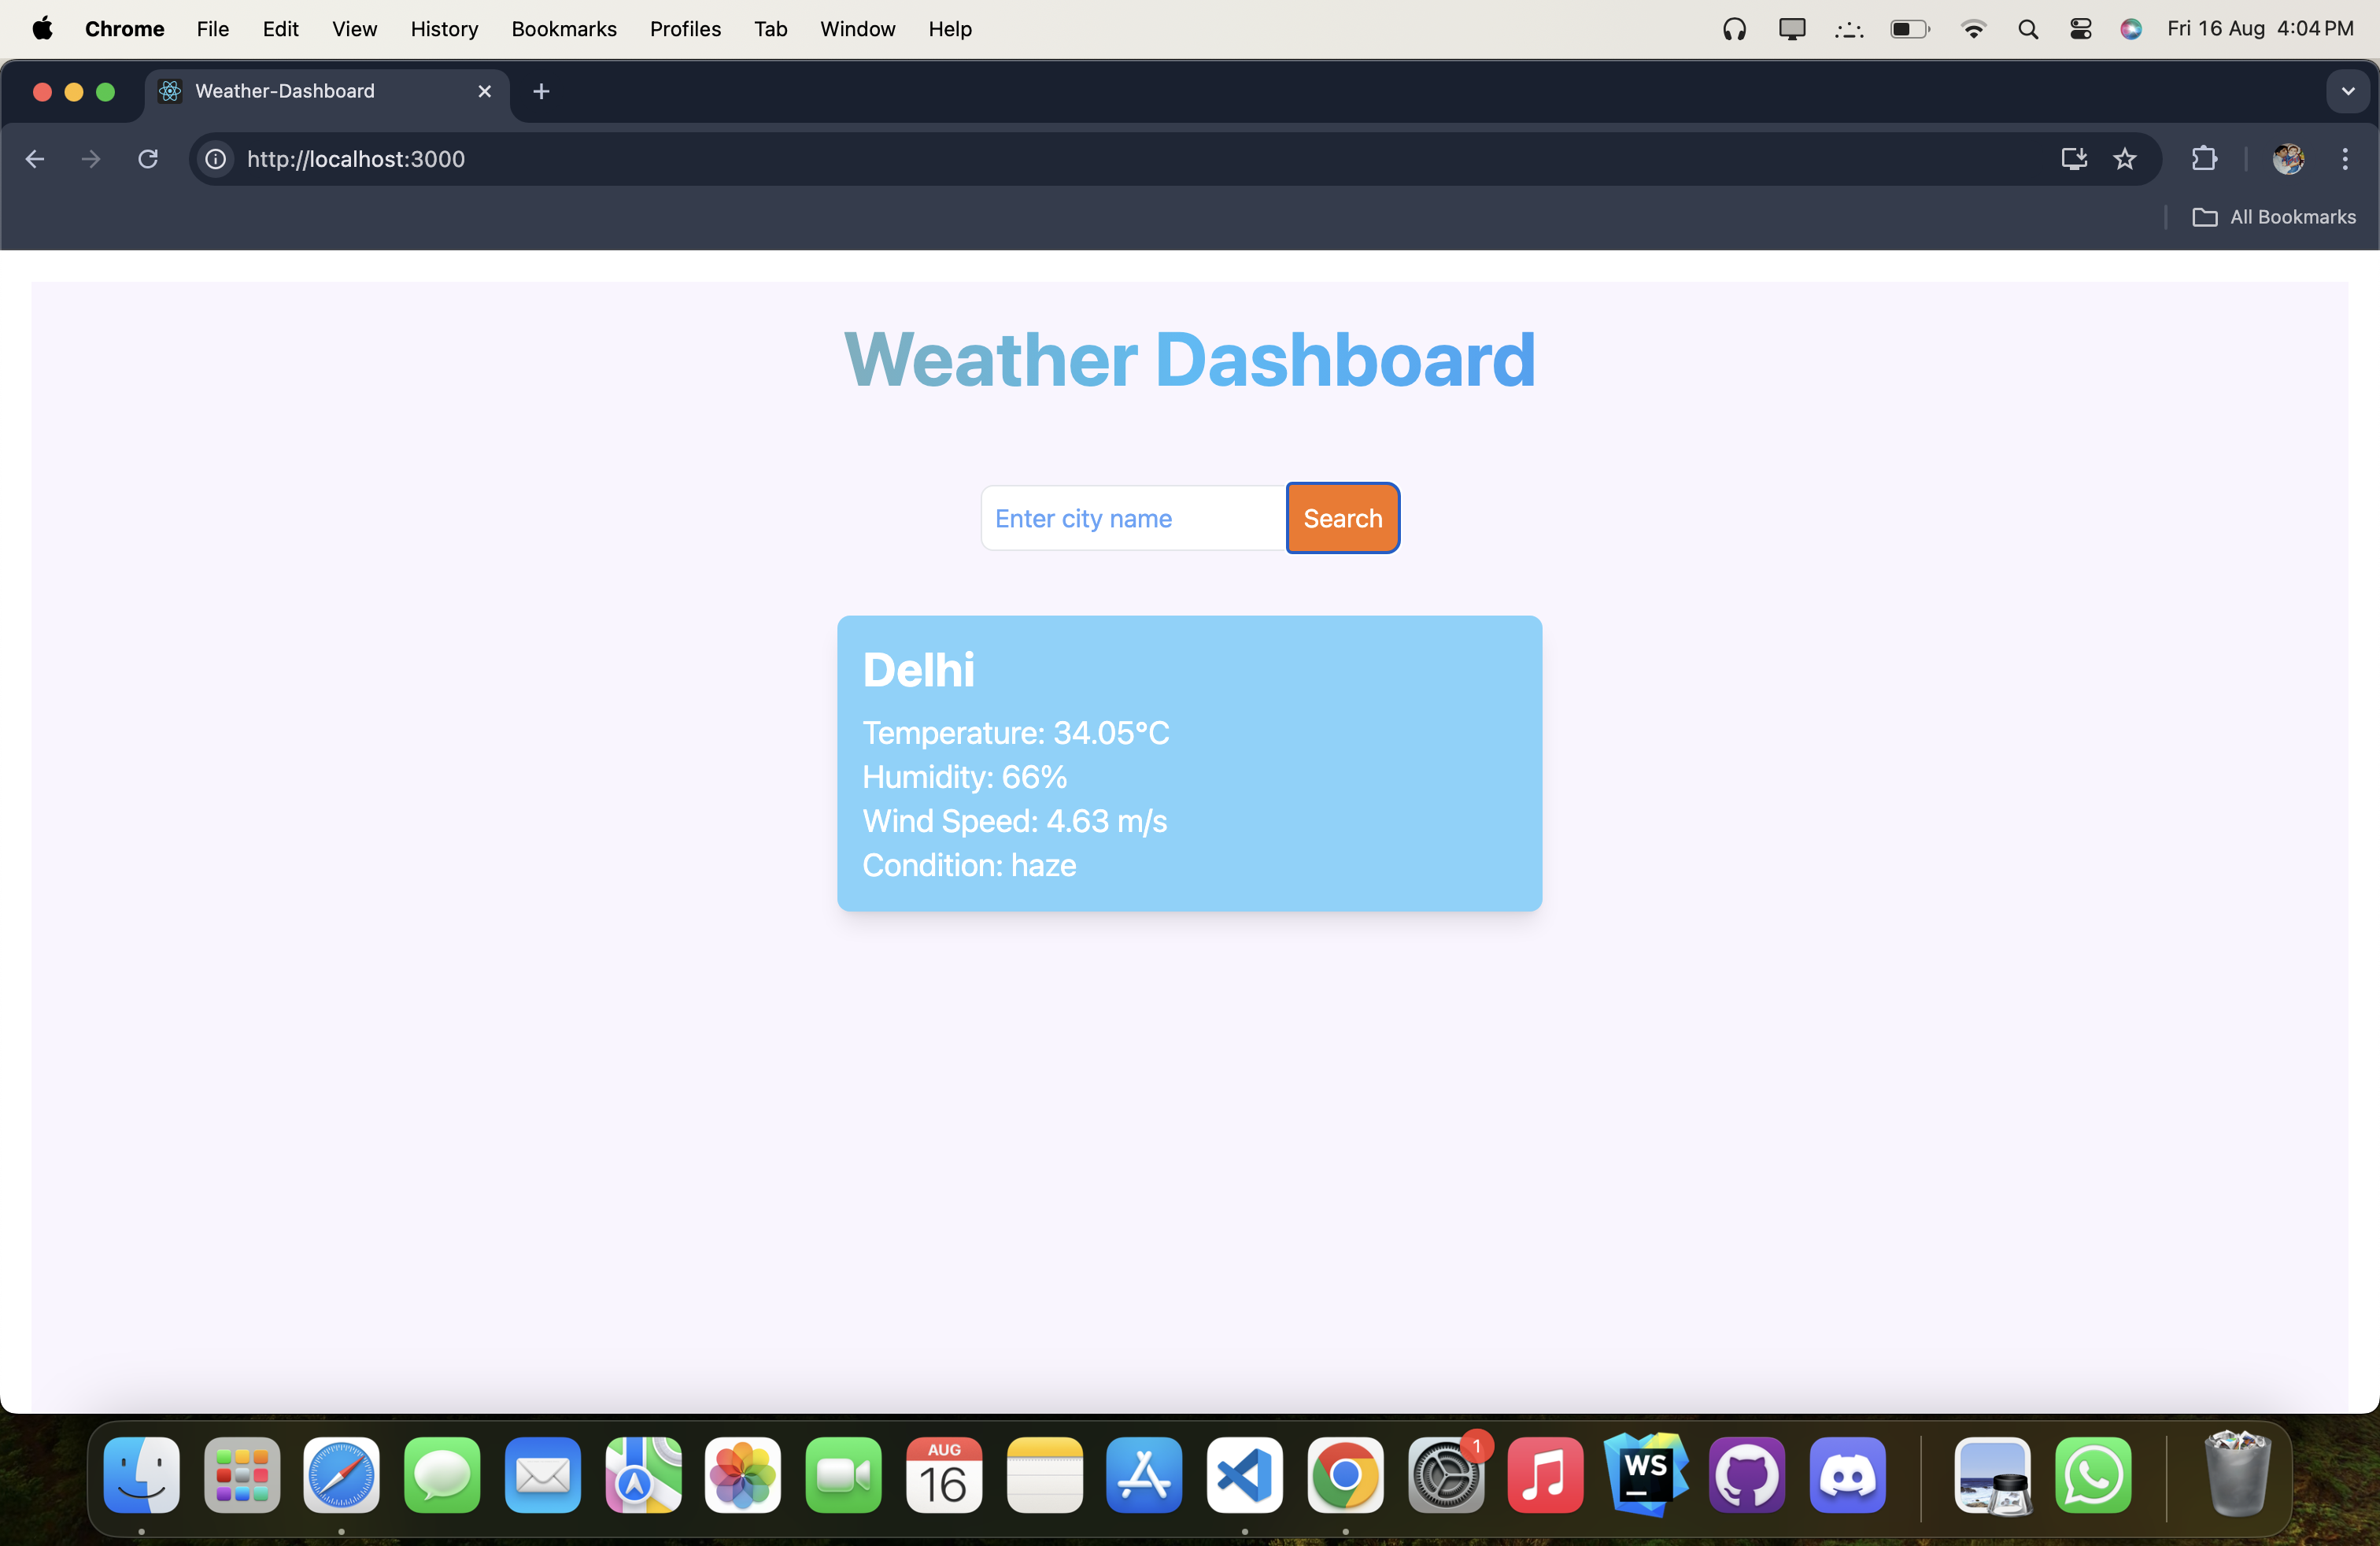 Chrome File Edit View History Bookmarks Profiles Tab Window Help Fri 16 Aug 4:04 PM
Weather-Dashboard
http://localhost:3000
All Bookmarks
Weather Dashboard
Enter city name Search
Delhi
Temperature: 34.05°C
Humidity: 66%
Wind Speed: 4.63 m/s
Condition: haze
AUG 1
16 WS